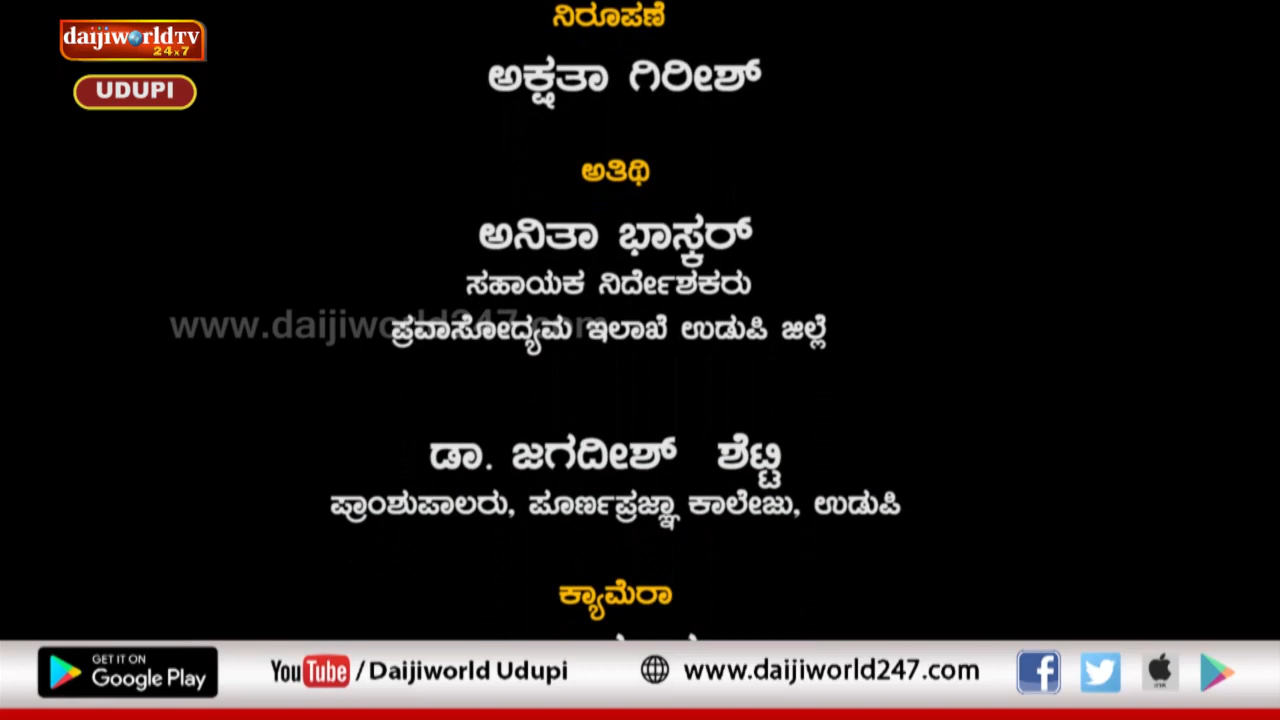 ನಿರೂಪಣೆ
daijiworldTV
24x7
UDUPI
ಅಕ್ಷತಾ ಗಿರೀಶ್
ಅತಿಥಿ
ಅನಿತಾ ಭಾಸ್ಕರ್
ಸಹಾಯಕ ನಿರ್ದೇಶಕರು
www.daijiworld247.com
ಪ್ರವಾಸೋದ್ಯಮ ಇಲಾಖೆ ಉಡುಪಿ ಜಿಲ್ಲೆ
ಡಾ. ಜಗದೀಶ್ ಶೆಟ್ಟಿ
ಪ್ರಾಂಶುಪಾಲರು, ಪೂರ್ಣಪ್ರಜ್ಞಾ ಕಾಲೇಜು, ಉಡುಪಿ
ಕ್ಯಾಮೆರಾ
GET IT ON
Google Play
YouTube /Daijiworld Udupi
www.daijiworld247.com